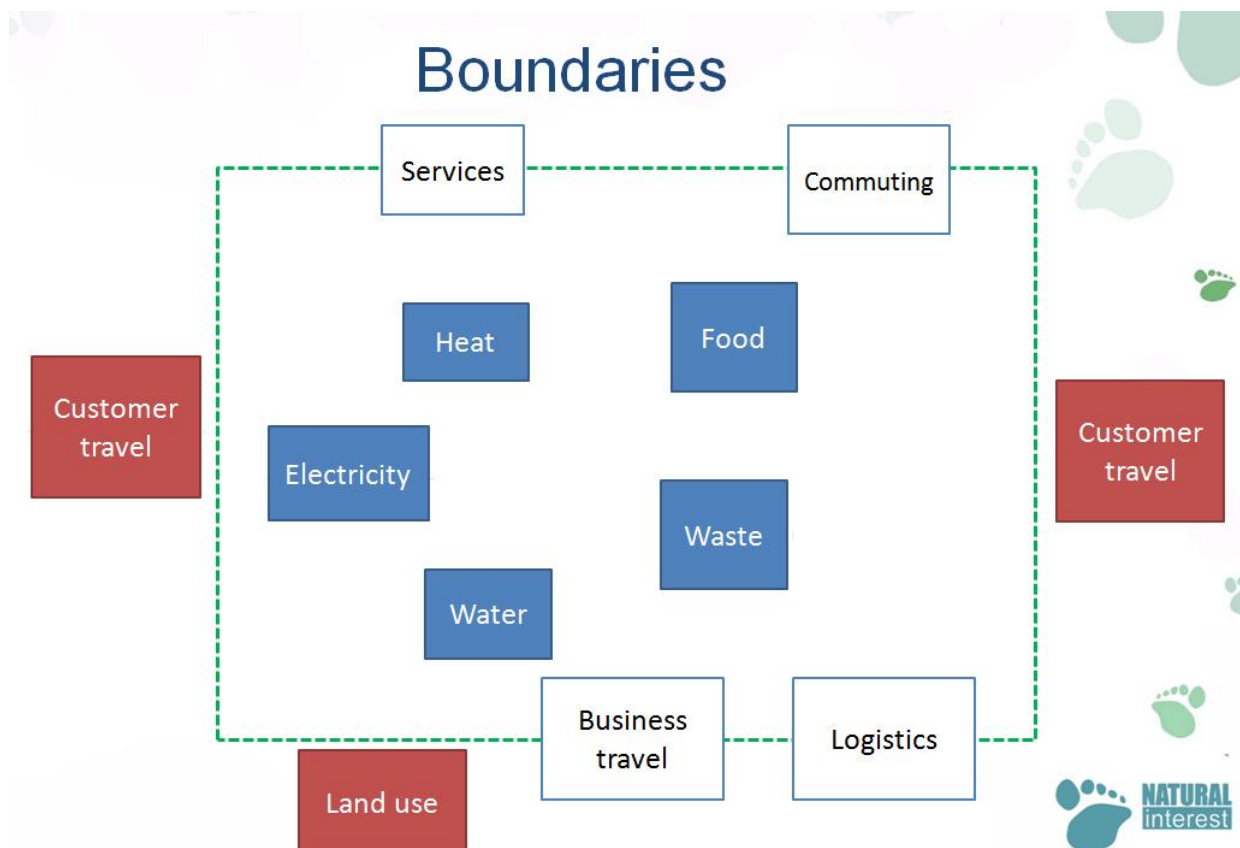 Boundaries
Services
Commuting
Heat
Food
Customer
travel
Customer
travel
Electricity
Waste
Water
Business
travel
Logistics
Land use
NATURAL
interest